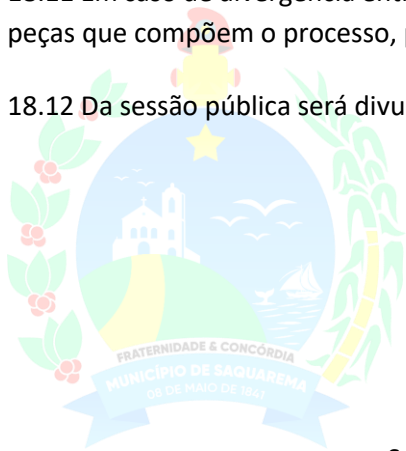 peças que compõem o processo,
18.12 Da sessão pública será divu
FRATERNIDADE & CONCÓRDIA
MUNICÍPIO DE SAQUAREMA
08 DE MAIO DE 1841